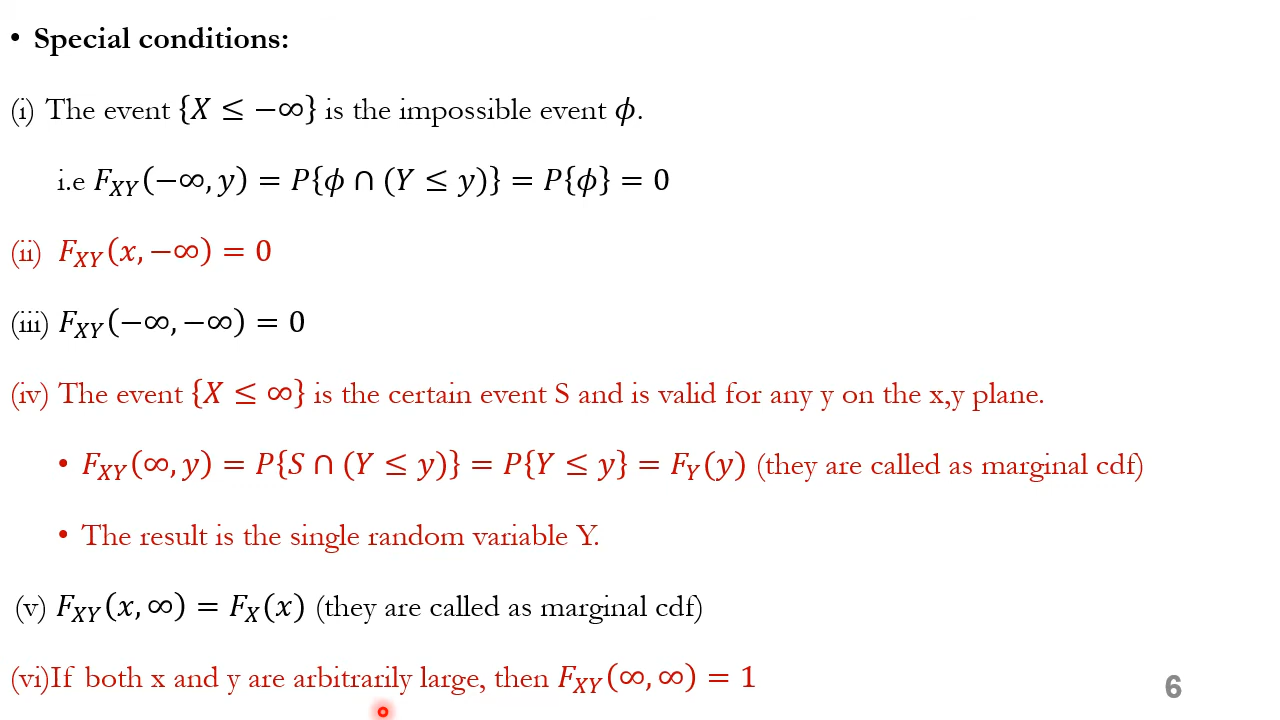 • Special conditions:
(i) The event {X ≤ −∞} is the impossible event ϕ.
i.e F_XY(−∞, y) = P{ϕ ∩ (Y ≤ y)} = P{ϕ} = 0
(ii) F_XY(x, −∞) = 0
(iii) F_XY(−∞, −∞) = 0
(iv) The event {X ≤ ∞} is the certain event S and is valid for any y on the x,y plane.
• F_XY(∞, y) = P{S ∩ (Y ≤ y)} = P{Y ≤ y} = F_Y(y) (they are called as marginal cdf)
• The result is the single random variable Y.
(v) F_XY(x, ∞) = F_X(x) (they are called as marginal cdf)
(vi)If both x and y are arbitrarily large, then F_XY(∞, ∞) = 1
6